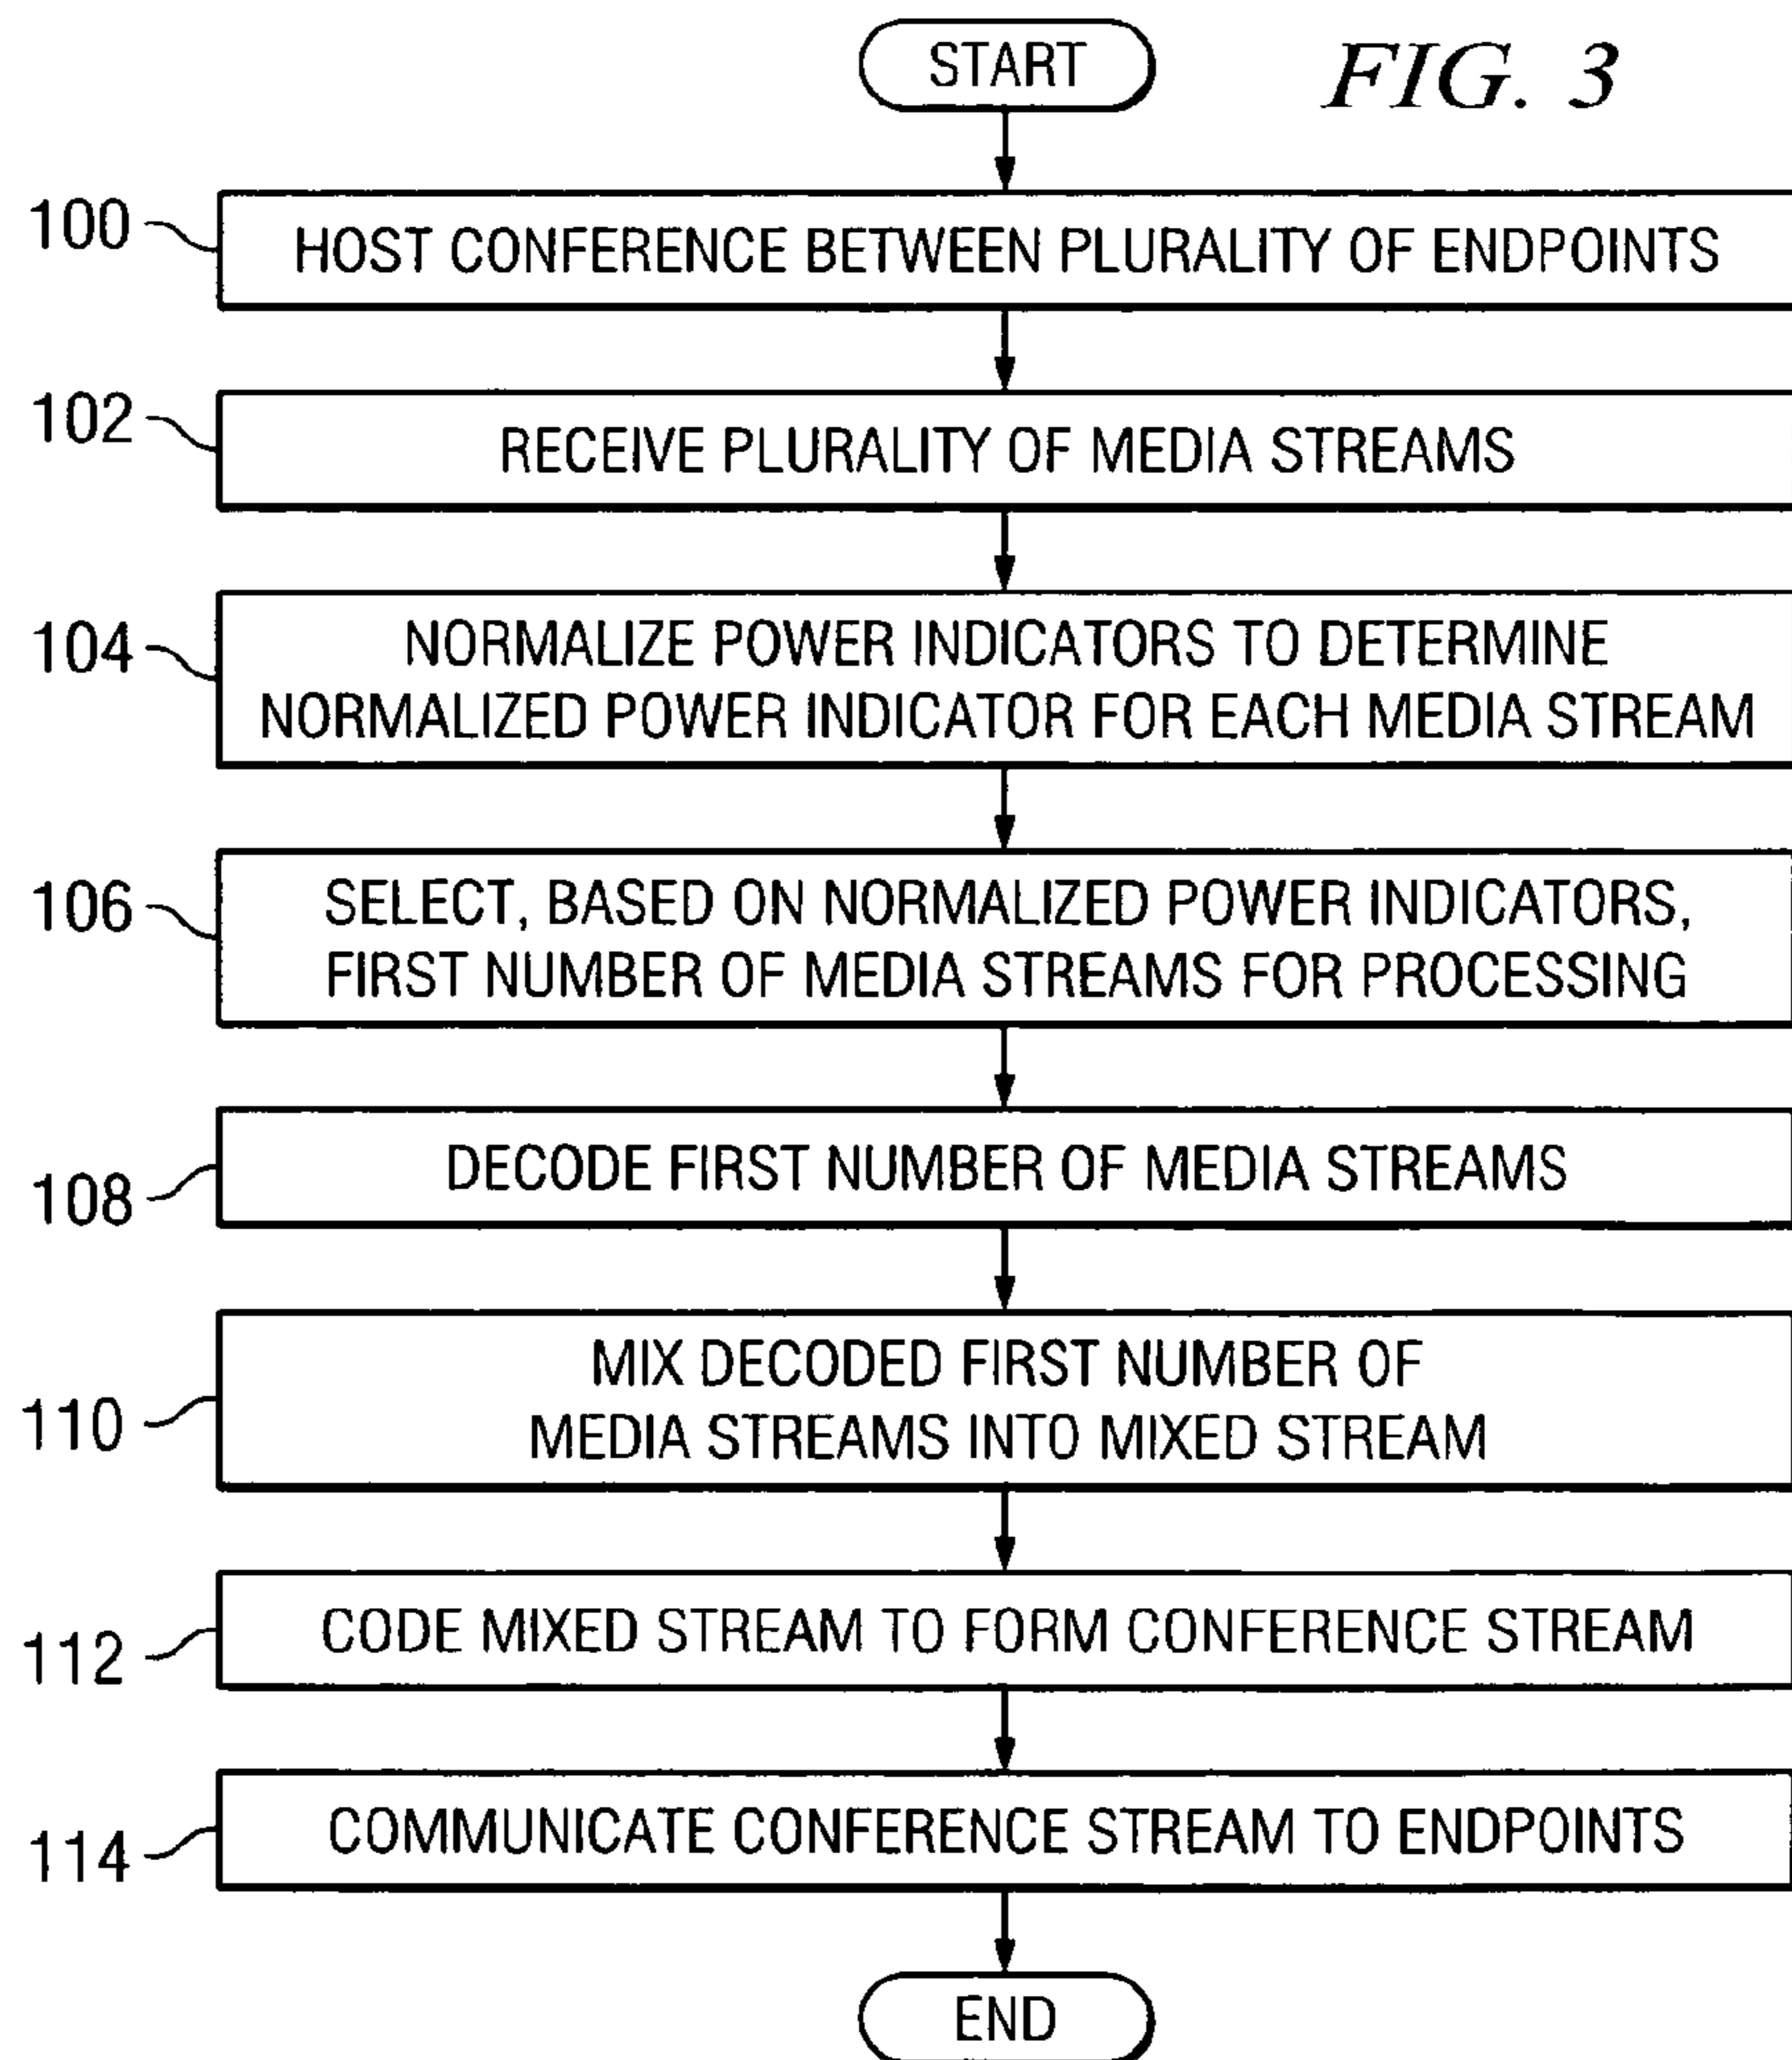 START
FIG. 3
100
HOST CONFERENCE BETWEEN PLURALITY OF ENDPOINTS
102
RECEIVE PLURALITY OF MEDIA STREAMS
104
NORMALIZE POWER INDICATORS TO DETERMINE
NORMALIZED POWER INDICATOR FOR EACH MEDIA STREAM
106
SELECT, BASED ON NORMALIZED POWER INDICATORS,
FIRST NUMBER OF MEDIA STREAMS FOR PROCESSING
108
DECODE FIRST NUMBER OF MEDIA STREAMS
110
MIX DECODED FIRST NUMBER OF
MEDIA STREAMS INTO MIXED STREAM
112
CODE MIXED STREAM TO FORM CONFERENCE STREAM
114
COMMUNICATE CONFERENCE STREAM TO ENDPOINTS
END